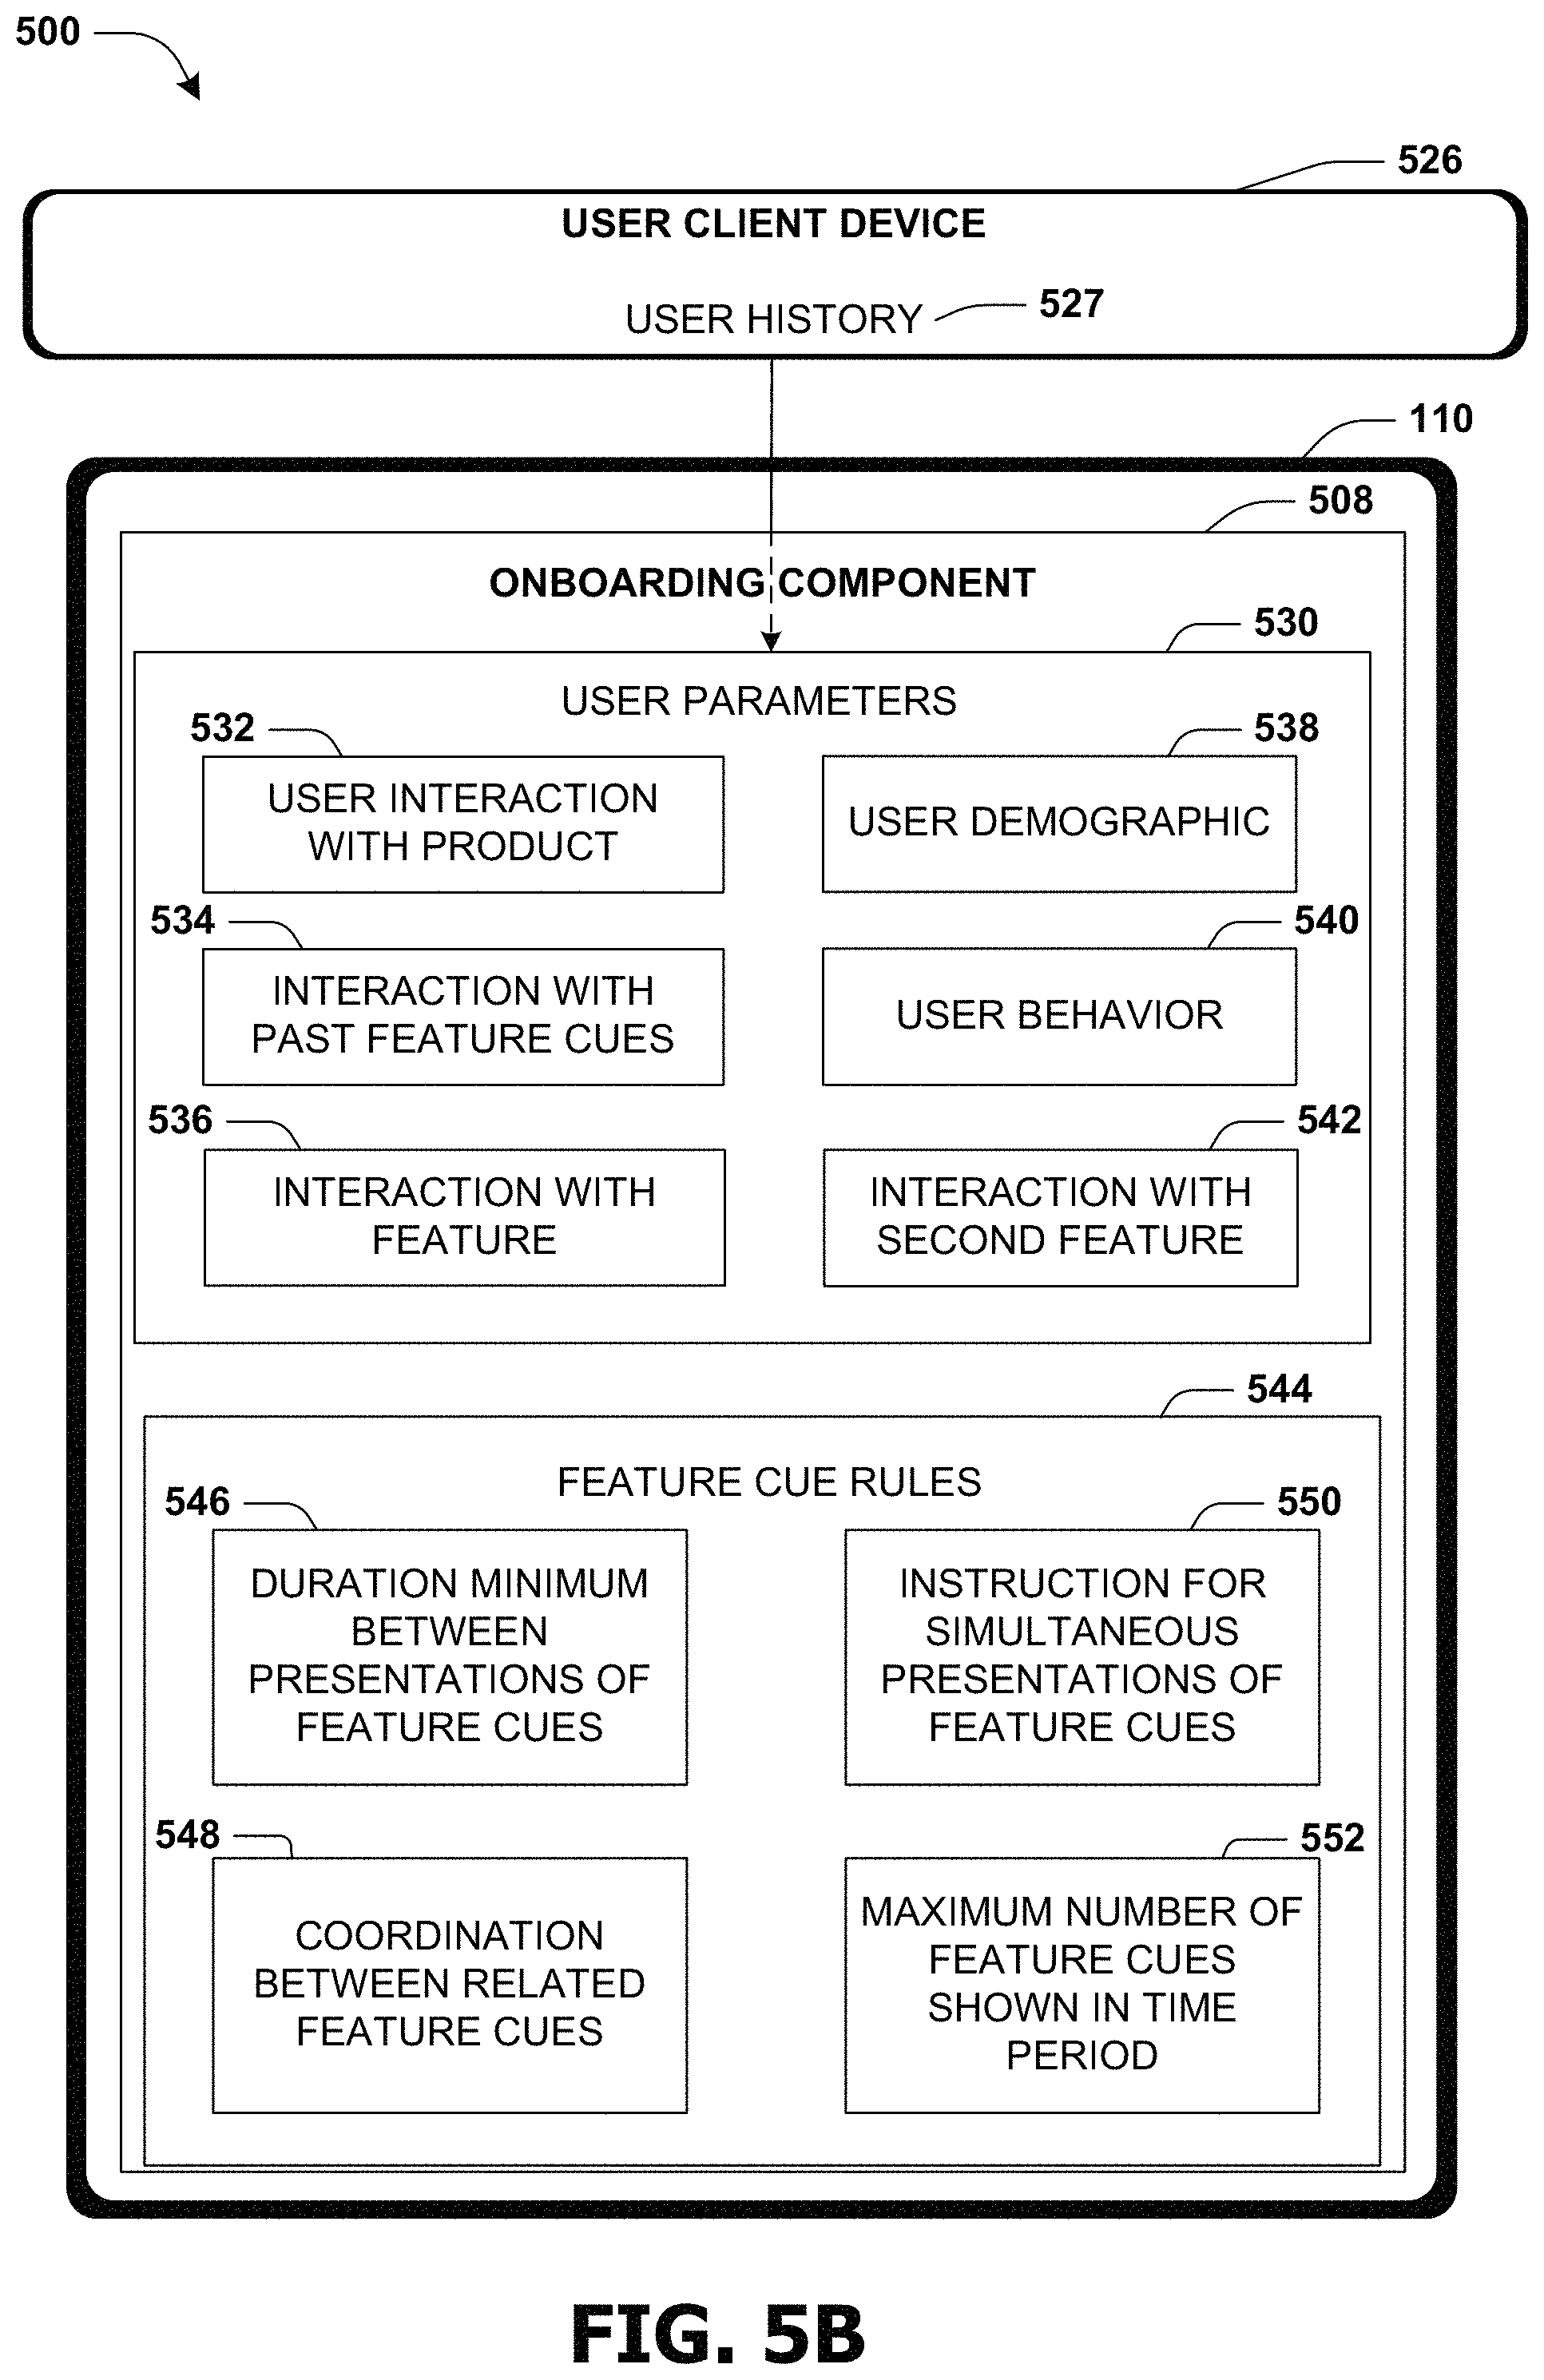 500
526
USER CLIENT DEVICE
USER HISTORY 527
110
508
ONBOARDING COMPONENT
530
USER PARAMETERS
532
538
USER INTERACTION
WITH PRODUCT
USER DEMOGRAPHIC
534
540
INTERACTION WITH
PAST FEATURE CUES
USER BEHAVIOR
536
542
INTERACTION WITH
FEATURE
INTERACTION WITH
SECOND FEATURE
544
FEATURE CUE RULES
546
550
DURATION MINIMUM
BETWEEN
PRESENTATIONS OF
FEATURE CUES
INSTRUCTION FOR
SIMULTANEOUS
PRESENTATIONS OF
FEATURE CUES
548
552
COORDINATION
BETWEEN RELATED
FEATURE CUES
MAXIMUM NUMBER OF
FEATURE CUES
SHOWN IN TIME
PERIOD
FIG. 5B